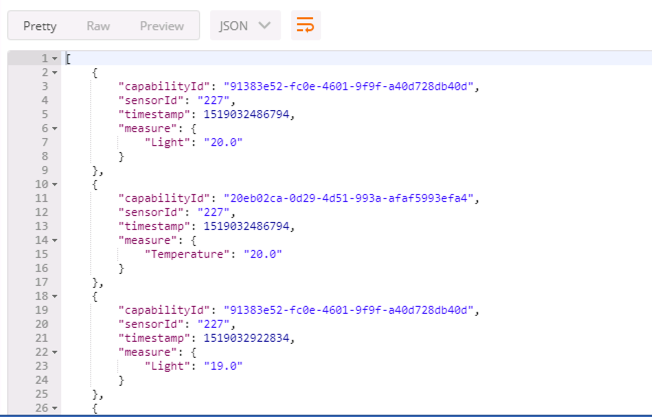 Pretty Raw Preview JSON
1 [
2 {
3 "capabilityId": "91383e52-fc0e-4601-9f9f-a40d728db40d",
4 "sensorId": "227",
5 "timestamp": 1519032486794,
6 "measure": {
7 "Light": "20.0"
8 }
9 },
10 {
11 "capabilityId": "20eb02ca-0d29-4d51-993a-afaf5993efa4",
12 "sensorId": "227",
13 "timestamp": 1519032486794,
14 "measure": {
15 "Temperature": "20.0"
16 }
17 },
18 {
19 "capabilityId": "91383e52-fc0e-4601-9f9f-a40d728db40d",
20 "sensorId": "227",
21 "timestamp": 1519032922834,
22 "measure": {
23 "Light": "19.0"
24 }
25 },
26 {